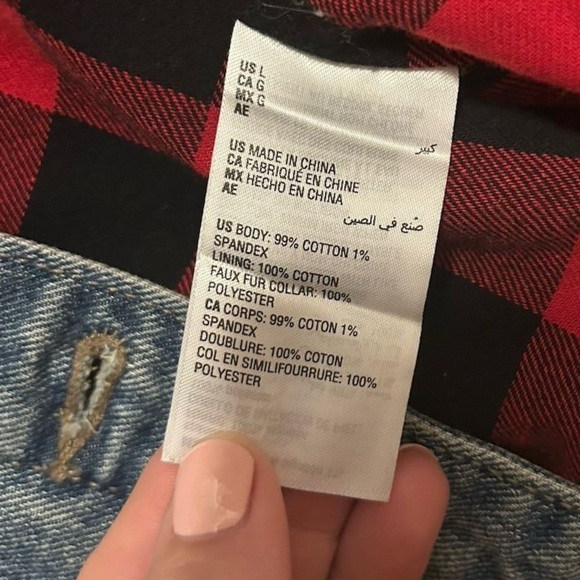 US L
CA G
MX G
AE
كبير
US MADE IN CHINA
CA FABRIQUÉ EN CHINE
MX HECHO EN CHINA
AE
صُنع في الصين
US BODY: 99% COTTON 1%
SPANDEX
LINING: 100% COTTON
FAUX FUR COLLAR: 100%
POLYESTER
CA CORPS: 99% COTON 1%
SPANDEX
DOUBLURE: 100% COTON
COL EN SIMILIFOURRURE: 100%
POLYESTER